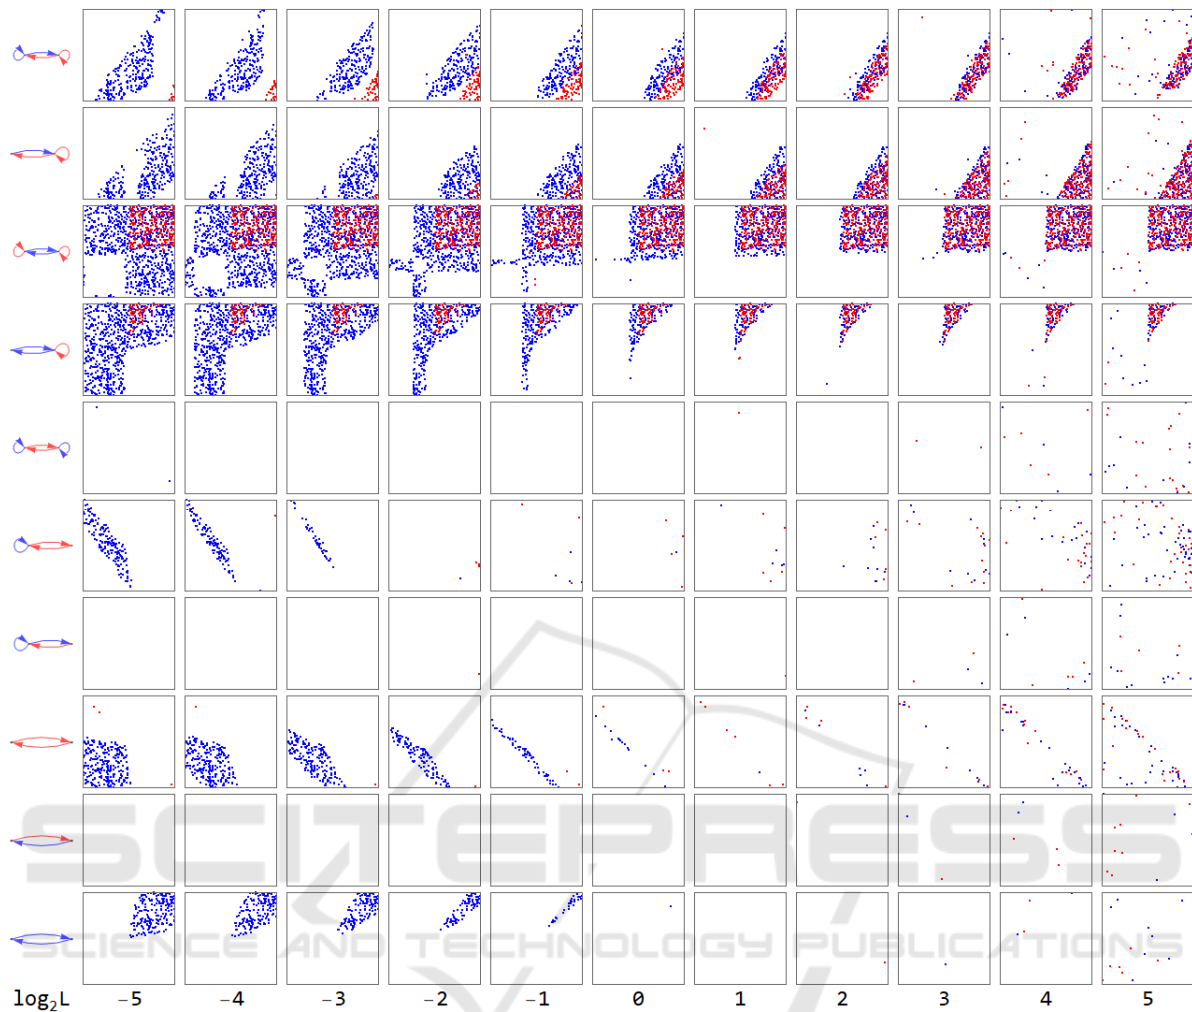 SCITEPRESS
SCIENCE AND TECHNOLOGY PUBLICATIONS
log₂L −5 −4 −3 −2 −1 0 1 2 3 4 5